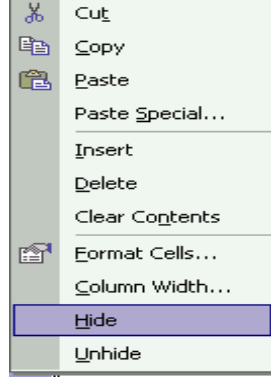 Cut
Copy
Paste
Paste Special...
Insert
Delete
Clear Contents
Format Cells...
Column Width...
Hide
Unhide